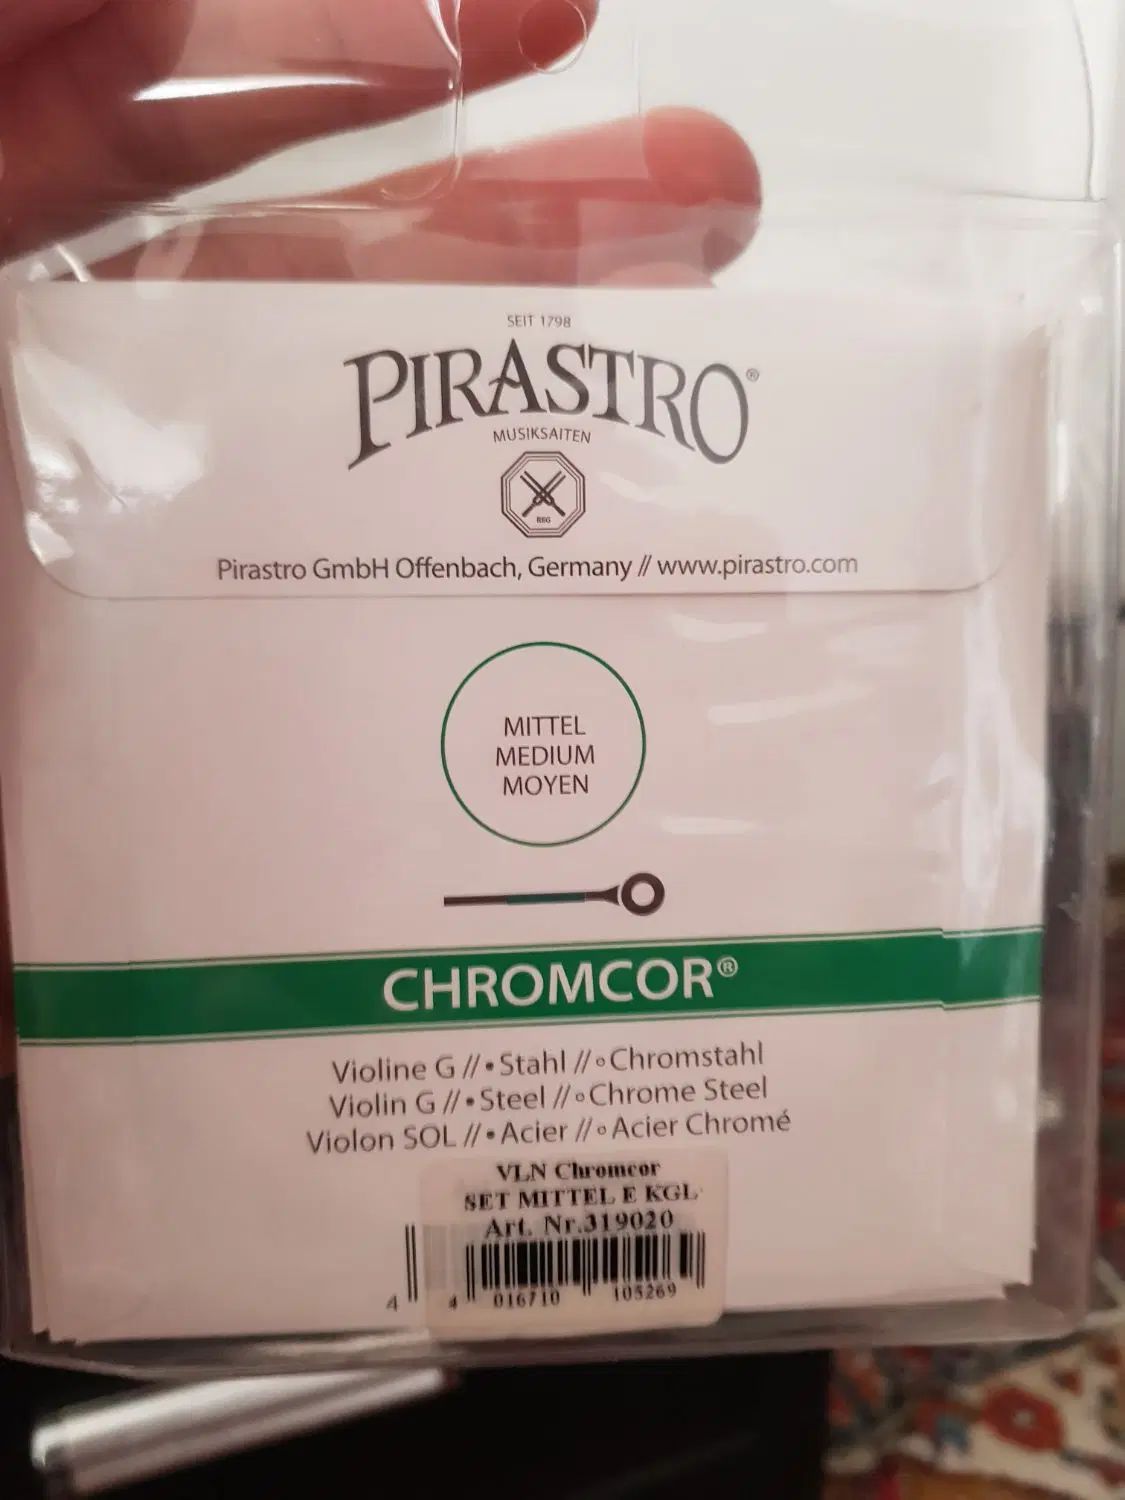 SEIT 1798
PIRASTRO®
MUSIKSAITEN
REG
Pirastro GmbH Offenbach, Germany // www.pirastro.com
MITTEL
MEDIUM
MOYEN
CHROMCOR®
Violine G // • Stahl // ∘ Chromstahl
Violin G // • Steel // ∘ Chrome Steel
Violon SOL // • Acier // ∘ Acier Chromé
VLN Chromcor
SET MITTEL E KGL
Art. Nr.319020
4
4 016710 105269